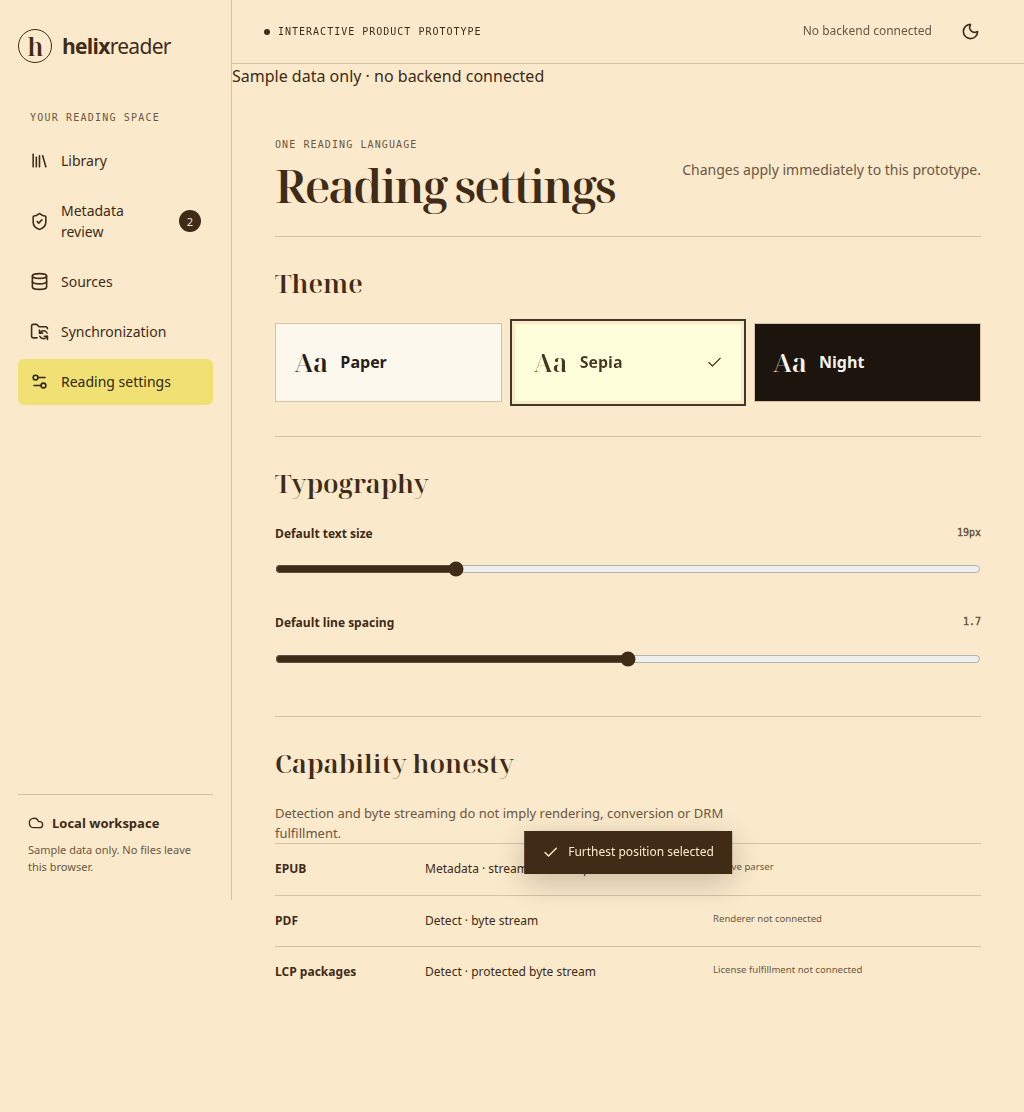 h helixreader
INTERACTIVE PRODUCT PROTOTYPE
No backend connected
Sample data only · no backend connected
YOUR READING SPACE
Library
Metadata
review
2
Sources
Synchronization
Reading settings
Local workspace
Sample data only. No files leave
this browser.
ONE READING LANGUAGE
Reading settings
Changes apply immediately to this prototype.
Theme
Aa Paper
Aa Sepia
Aa Night
Typography
Default text size
19px
Default line spacing
1.7
Capability honesty
Detection and byte streaming do not imply rendering, conversion or DRM
fulfillment.
Furthest position selected
EPUB
Metadata
parser
PDF
Detect · byte stream
Renderer not connected
LCP packages
Detect · protected byte stream
License fulfillment not connected